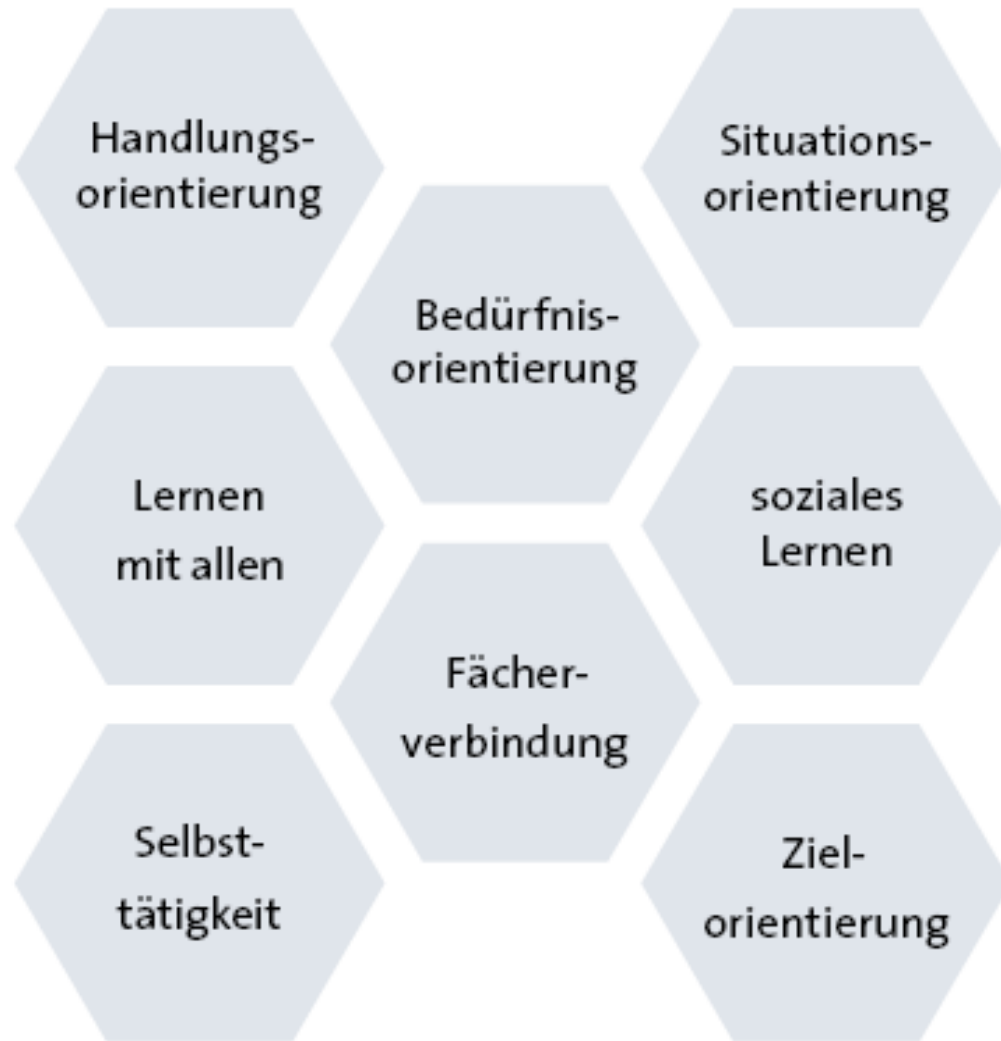 Handlungs-
orientierung
Situations-
orientierung
Bedürfnis-
orientierung
Lernen
mit allen
soziales
Lernen
Fächer-
verbindung
Selbst-
tätigkeit
Ziel-
orientierung